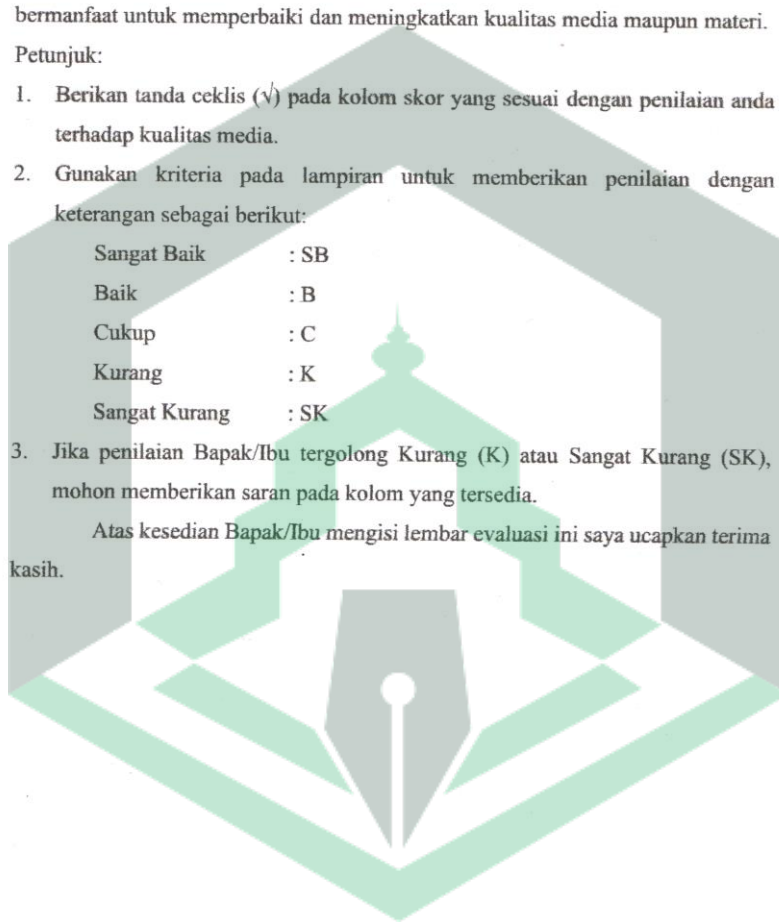 bermanfaat untuk memperbaiki dan meningkatkan kualitas media maupun materi.
Petunjuk:
1. Berikan tanda ceklis (√) pada kolom skor yang sesuai dengan penilaian anda
terhadap kualitas media.
2. Gunakan kriteria pada lampiran untuk memberikan penilaian dengan
keterangan sebagai berikut:
Sangat Baik : SB
Baik : B
Cukup : C
Kurang : K
Sangat Kurang : SK
3. Jika penilaian Bapak/Ibu tergolong Kurang (K) atau Sangat Kurang (SK),
mohon memberikan saran pada kolom yang tersedia.
Atas kesedian Bapak/Ibu mengisi lembar evaluasi ini saya ucapkan terima
kasih.